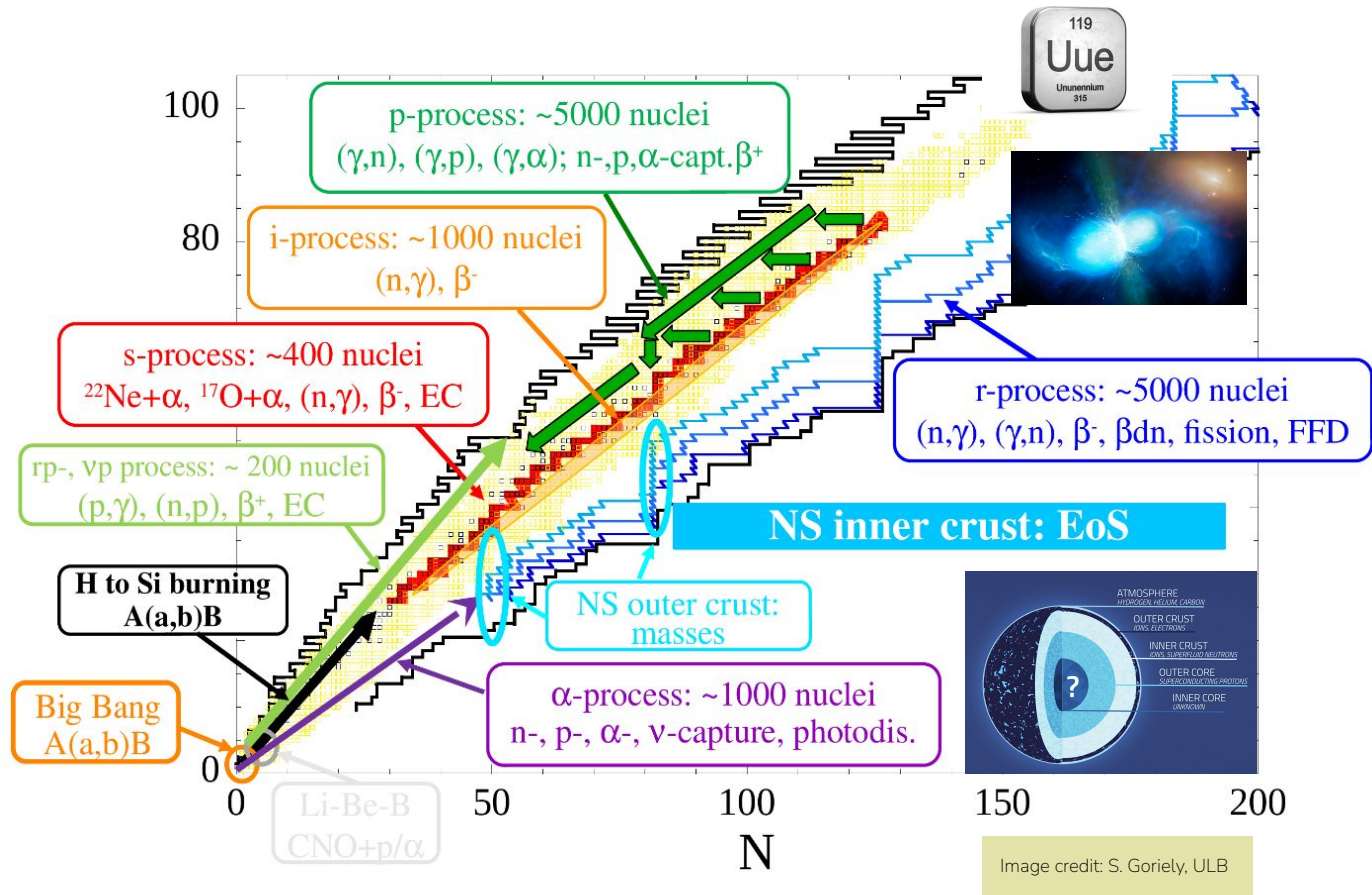 119
Uue
Ununennium
315
100
80
0
0
50
100
150
200
N
p-process: ~5000 nuclei
(γ,n), (γ,p), (γ,α); n-,p,α-capt.β⁺
i-process: ~1000 nuclei
(n,γ), β⁻
s-process: ~400 nuclei
²²Ne+α, ¹⁷O+α, (n,γ), β⁻, EC
rp-, νp process: ~ 200 nuclei
(p,γ), (n,p), β⁺, EC
H to Si burning
A(a,b)B
Big Bang
A(a,b)B
Li-Be-B
CNO+p/α
r-process: ~5000 nuclei
(n,γ), (γ,n), β⁻, βdn, fission, FFD
NS inner crust: EoS
NS outer crust:
masses
α-process: ~1000 nuclei
n-, p-, α-, ν-capture, photodis.
ATMOSPHERE
HYDROGEN, HELIUM, CARBON
OUTER CRUST
IONS, ELECTRONS
INNER CRUST
IONS, SUPERFLUID NEUTRONS
OUTER CORE
SUPERCONDUCTING PROTONS
INNER CORE
UNKNOWN
?
Image credit: S. Goriely, ULB